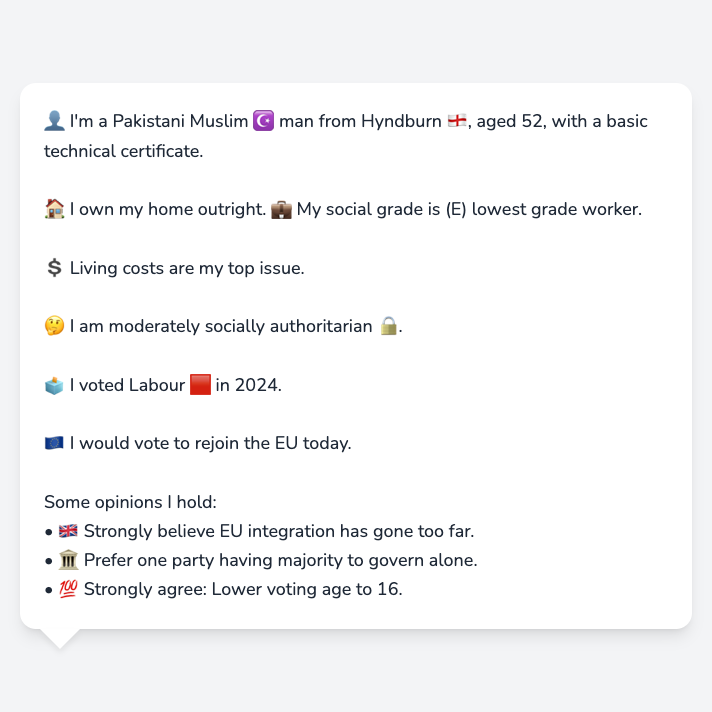 👤 I'm a Pakistani Muslim ☪️ man from Hyndburn 🏴󠁧󠁢󠁥󠁮󠁧󠁿, aged 52, with a basic
technical certificate.
🏠 I own my home outright. 💼 My social grade is (E) lowest grade worker.
💲 Living costs are my top issue.
🤔 I am moderately socially authoritarian 🔒.
🗳️ I voted Labour 🟥 in 2024.
🇪🇺 I would vote to rejoin the EU today.
Some opinions I hold:
• 🇬🇧 Strongly believe EU integration has gone too far.
• 🏛️ Prefer one party having majority to govern alone.
• 💯 Strongly agree: Lower voting age to 16.